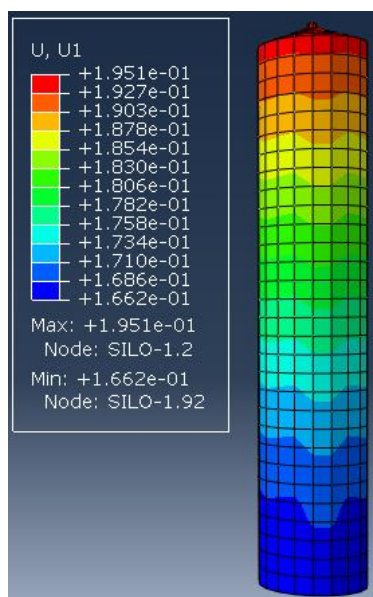 U, U1
+1.951e-01
+1.927e-01
+1.903e-01
+1.878e-01
+1.854e-01
+1.830e-01
+1.806e-01
+1.782e-01
+1.758e-01
+1.734e-01
+1.710e-01
+1.686e-01
+1.662e-01
Max: +1.951e-01
Node: SILO-1.2
Min: +1.662e-01
Node: SILO-1.92